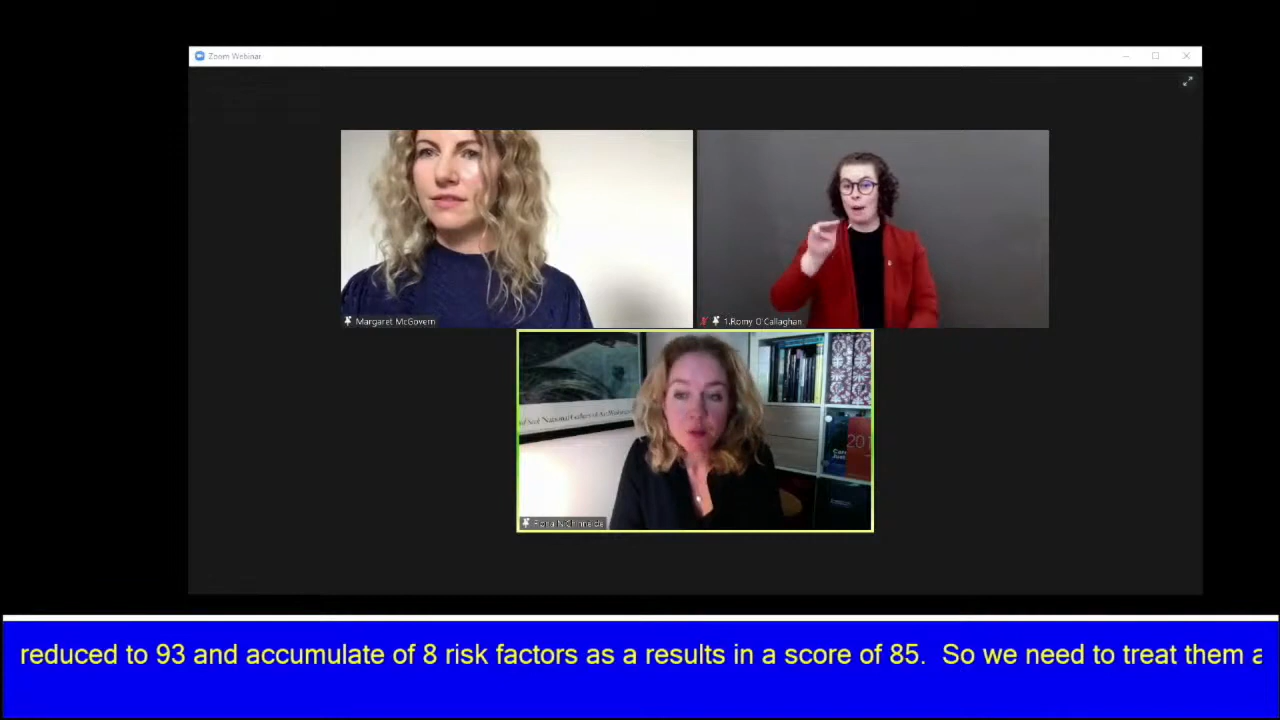 Zoom Webinar
Margaret McGovern
1.Romy O'Callaghan
201
reduced to 93 and accumulate of 8 risk factors as a results in a score of 85. So we need to treat them a